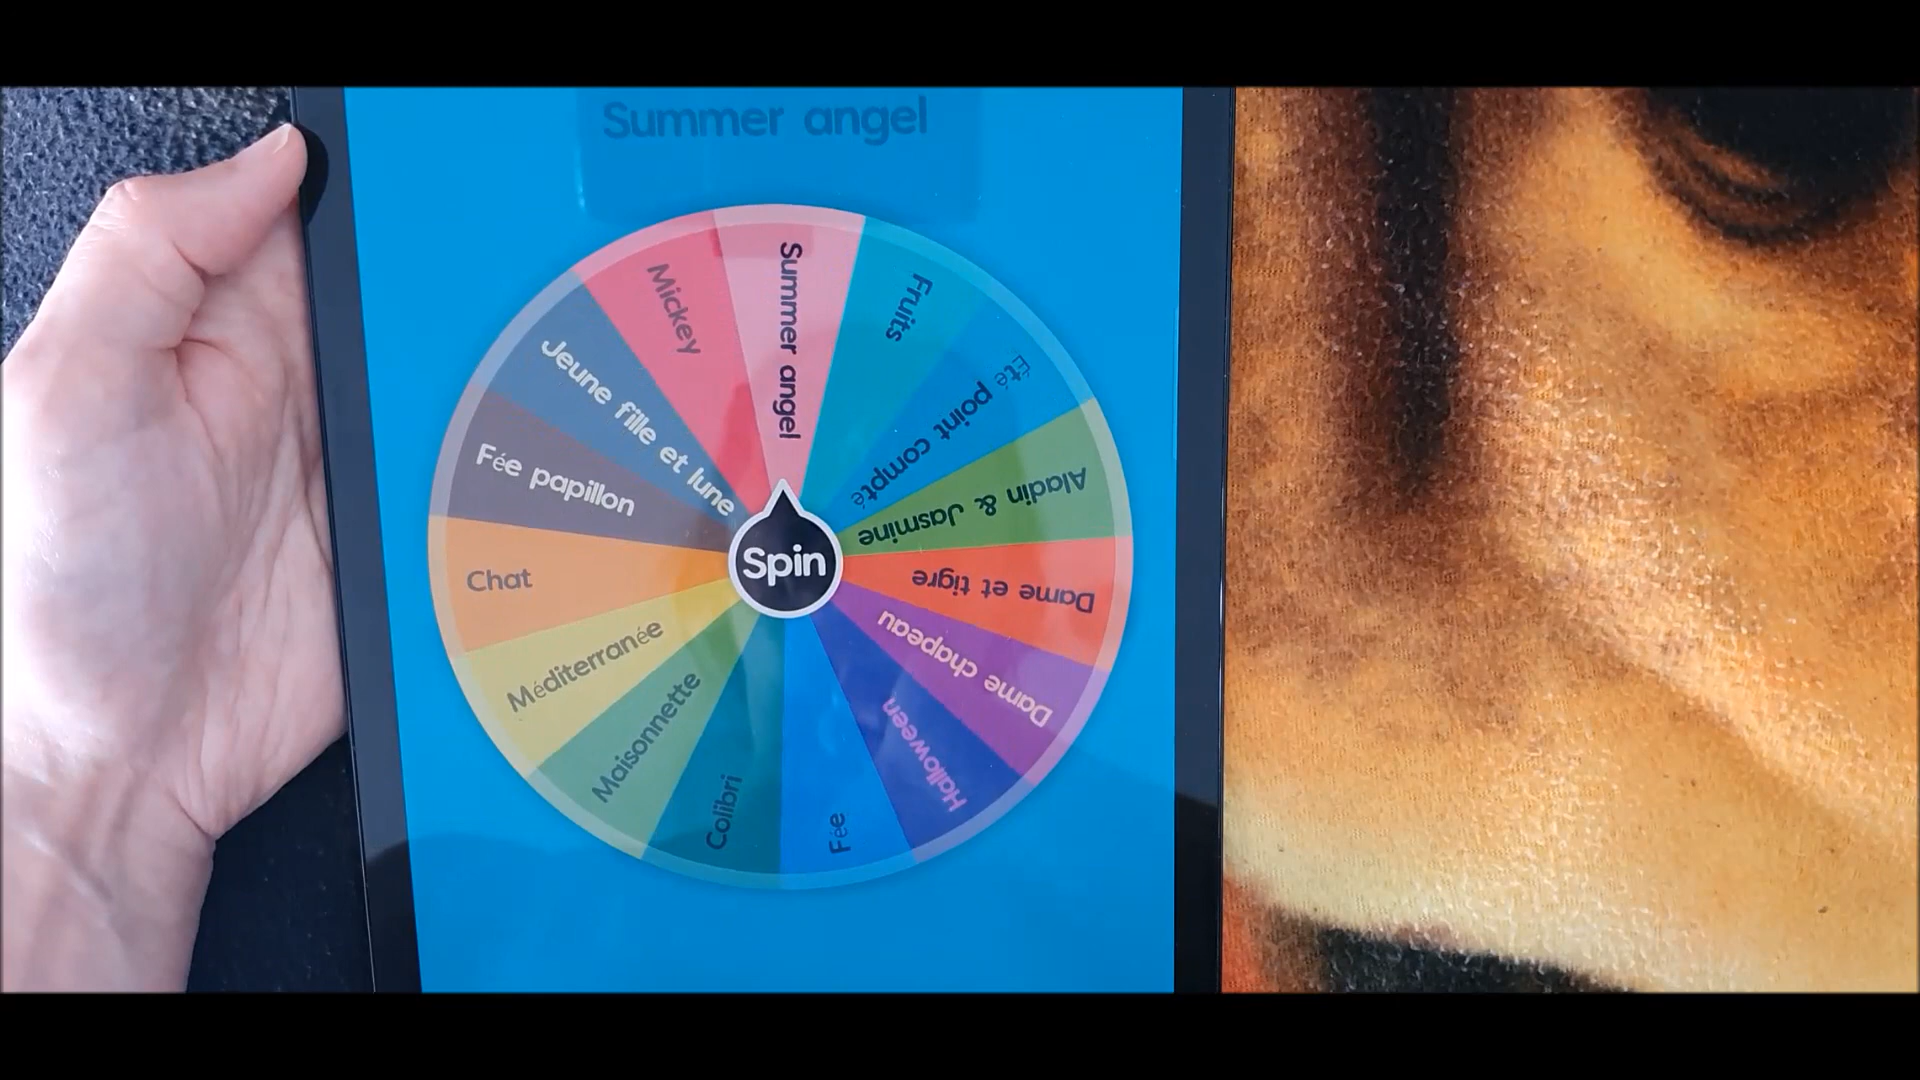 Summer angel
Summer angel
Fruits
Été point compté
Aladin & Jasmine
Dame et tigre
Dame chapeau
Halloween
Fée
Colibri
Maisonnette
Méditerranée
Chat
Fée papillon
Jeune fille et lune
Mickey
Spin